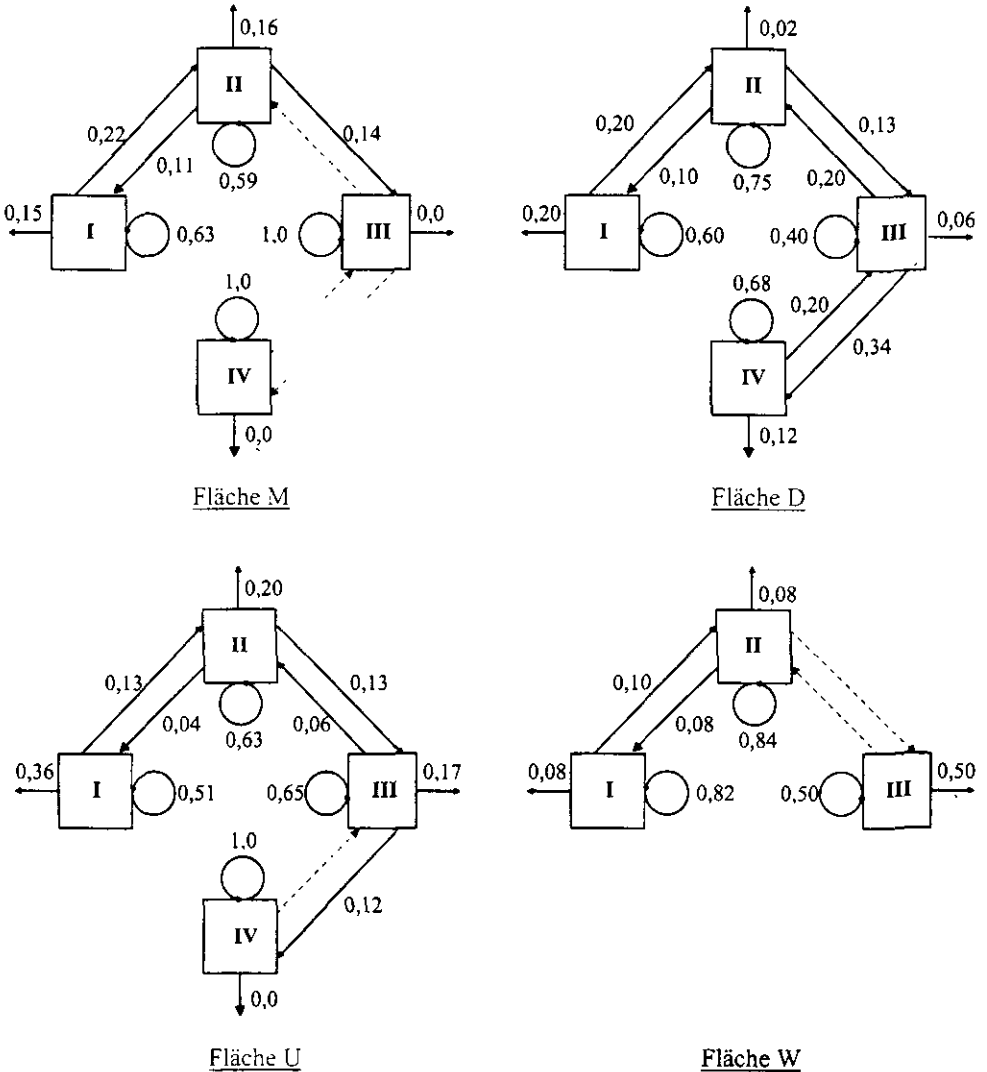 0,16
II
0,22
0,14
0,11
0,59
0,15
I
0,63
1,0
III
0,0
1,0
IV
0,0
Fläche M
0,02
II
0,20
0,13
0,10
0,75
0,20
0,20
I
0,60
0,40
III
0,06
0,68
0,20
0,34
IV
0,12
Fläche D
0,20
II
0,13
0,13
0,04
0,06
0,63
0,36
I
0,51
0,65
III
0,17
1,0
0,12
IV
0,0
Fläche U
0,08
II
0,10
0,08
0,84
0,08
I
0,82
0,50
III
0,50
Fläche W